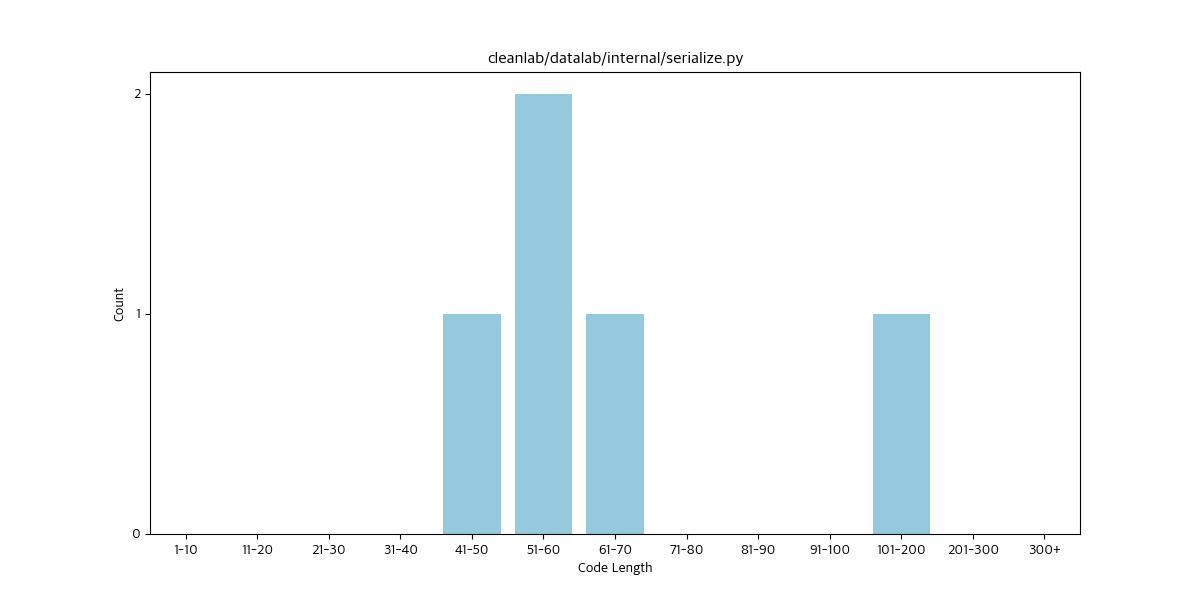 cleanlab/datalab/internal/serialize.py
2
1
0
Count
1-10 11-20 21-30 31-40 41-50 51-60 61-70 71-80 81-90 91-100 101-200 201-300 300+
Code Length